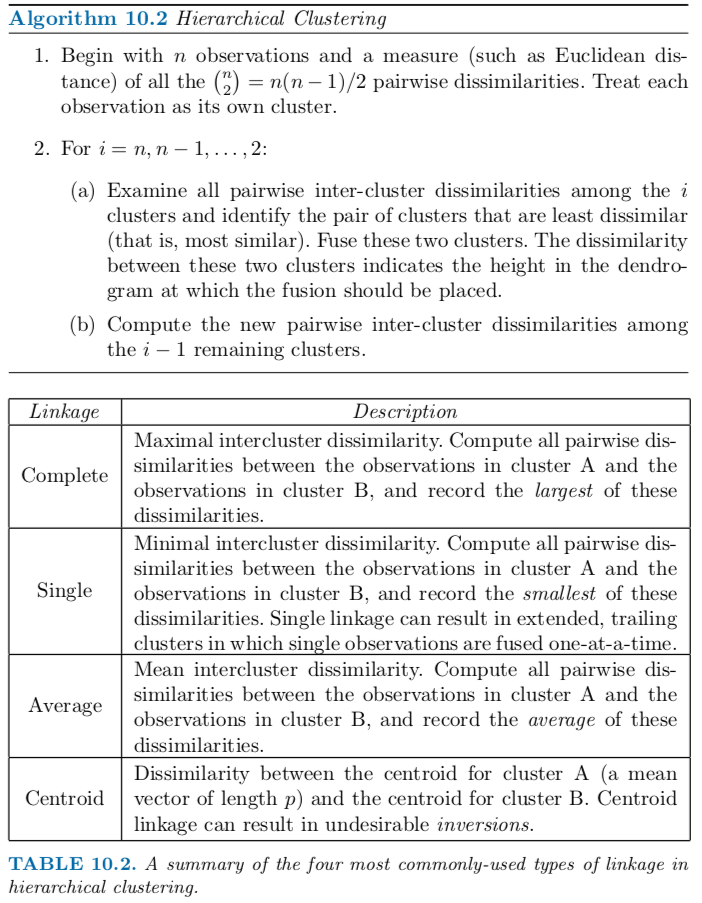 Algorithm 10.2 Hierarchical Clustering
1. Begin with n observations and a measure (such as Euclidean dis-
tance) of all the (n 2) = n(n − 1)/2 pairwise dissimilarities. Treat each
observation as its own cluster.
2. For i = n, n − 1, . . . , 2:
(a) Examine all pairwise inter-cluster dissimilarities among the i
clusters and identify the pair of clusters that are least dissimilar
(that is, most similar). Fuse these two clusters. The dissimilarity
between these two clusters indicates the height in the dendro-
gram at which the fusion should be placed.
(b) Compute the new pairwise inter-cluster dissimilarities among
the i − 1 remaining clusters.
Linkage Description
Complete
Maximal intercluster dissimilarity. Compute all pairwise dis-
similarities between the observations in cluster A and the
observations in cluster B, and record the largest of these
dissimilarities.
Single
Minimal intercluster dissimilarity. Compute all pairwise dis-
similarities between the observations in cluster A and the
observations in cluster B, and record the smallest of these
dissimilarities. Single linkage can result in extended, trailing
clusters in which single observations are fused one-at-a-time.
Average
Mean intercluster dissimilarity. Compute all pairwise dis-
similarities between the observations in cluster A and the
observations in cluster B, and record the average of these
dissimilarities.
Centroid
Dissimilarity between the centroid for cluster A (a mean
vector of length p) and the centroid for cluster B. Centroid
linkage can result in undesirable inversions.
TABLE 10.2. A summary of the four most commonly-used types of linkage in
hierarchical clustering.